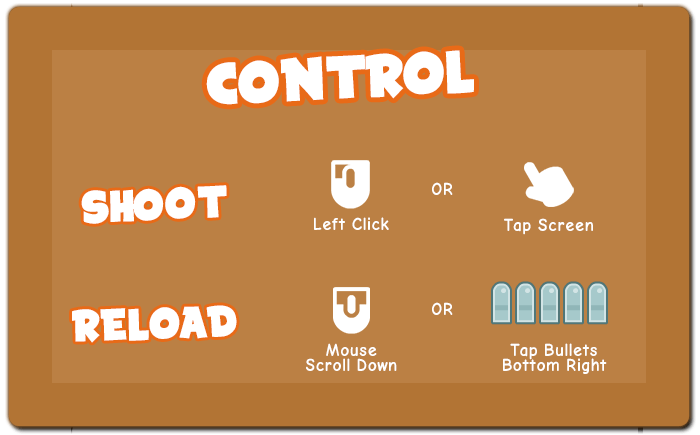 CONTROL
SHOOT
Left Click
OR
Tap Screen
RELOAD
Mouse
Scroll Down
OR
Tap Bullets
Bottom Right